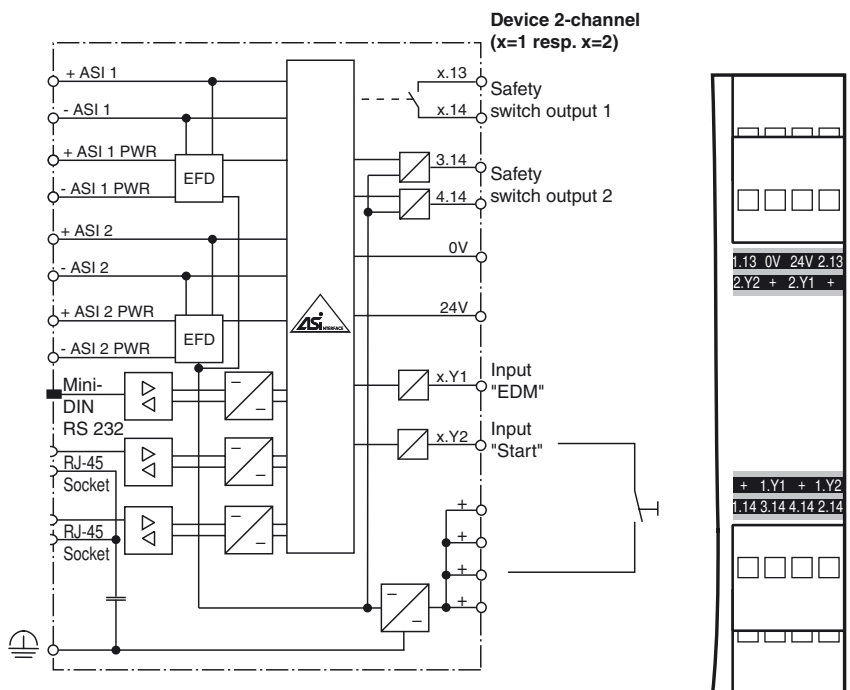 Device 2-channel
(x=1 resp. x=2)
+ ASI 1
- ASI 1
+ ASI 1 PWR
- ASI 1 PWR
EFD
+ ASI 2
- ASI 2
+ ASI 2 PWR
- ASI 2 PWR
EFD
Mini-
DIN
RS 232
RJ-45
Socket
RJ-45
Socket
ASi
INTERFACE
x.13
x.14
Safety
switch output 1
3.14
4.14
Safety
switch output 2
0V
24V
x.Y1
Input
"EDM"
x.Y2
Input
"Start"
+
+
+
+
1.13 0V 24V 2.13
2.Y2 + 2.Y1 +
+ 1.Y1 + 1.Y2
1.14 3.14 4.14 2.14